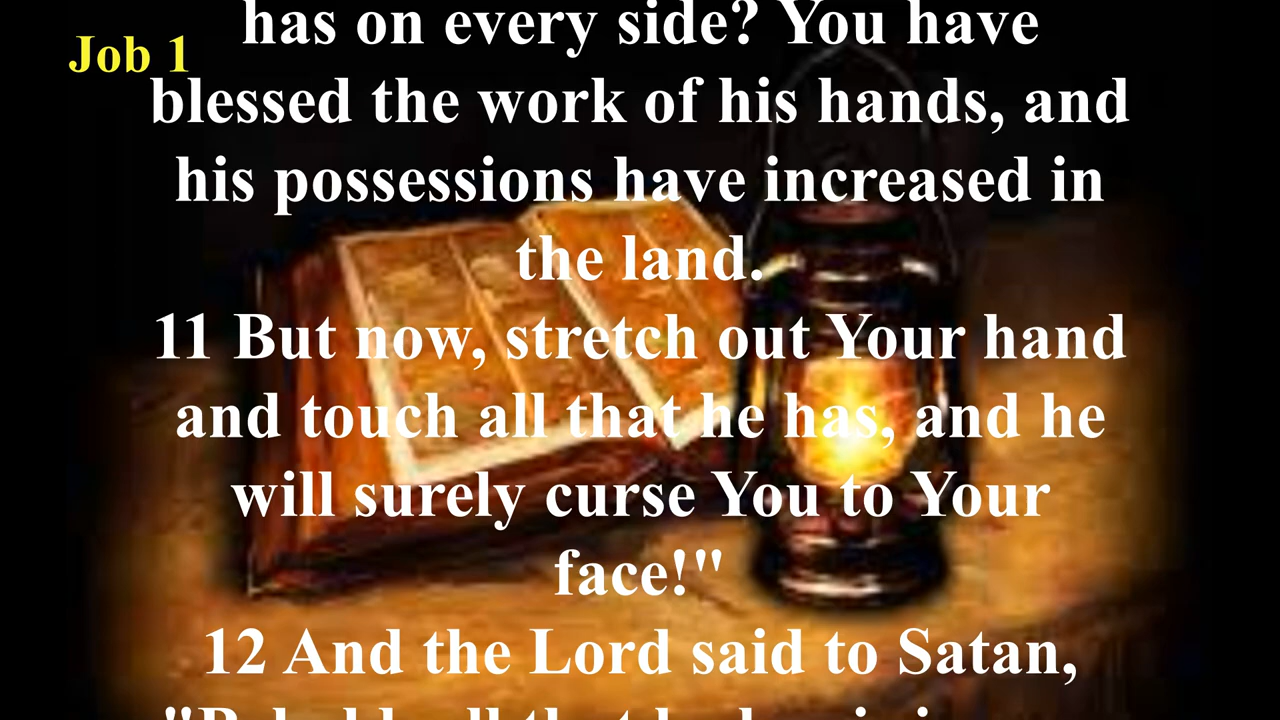 Job 1
has on every side? You have
blessed the work of his hands, and
his possessions have increased in
the land.
11 But now, stretch out Your hand
and touch all that he has, and he
will surely curse You to Your
face!"
12 And the Lord said to Satan,